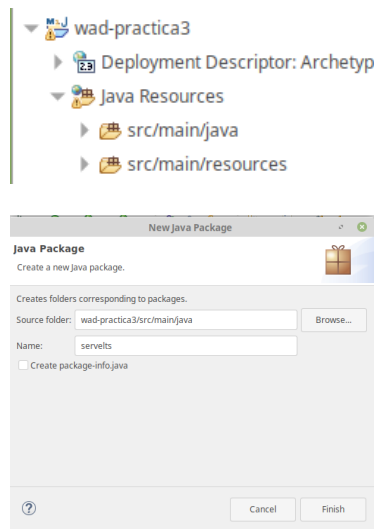 wad-practica3
2.3 Deployment Descriptor: Archetyp
Java Resources
src/main/java
src/main/resources
New Java Package
Java Package
Create a new Java package.
Creates folders corresponding to packages.
Source folder: wad-practica3/src/main/java Browse...
Name: servelts
Create package-info.java
? Cancel Finish